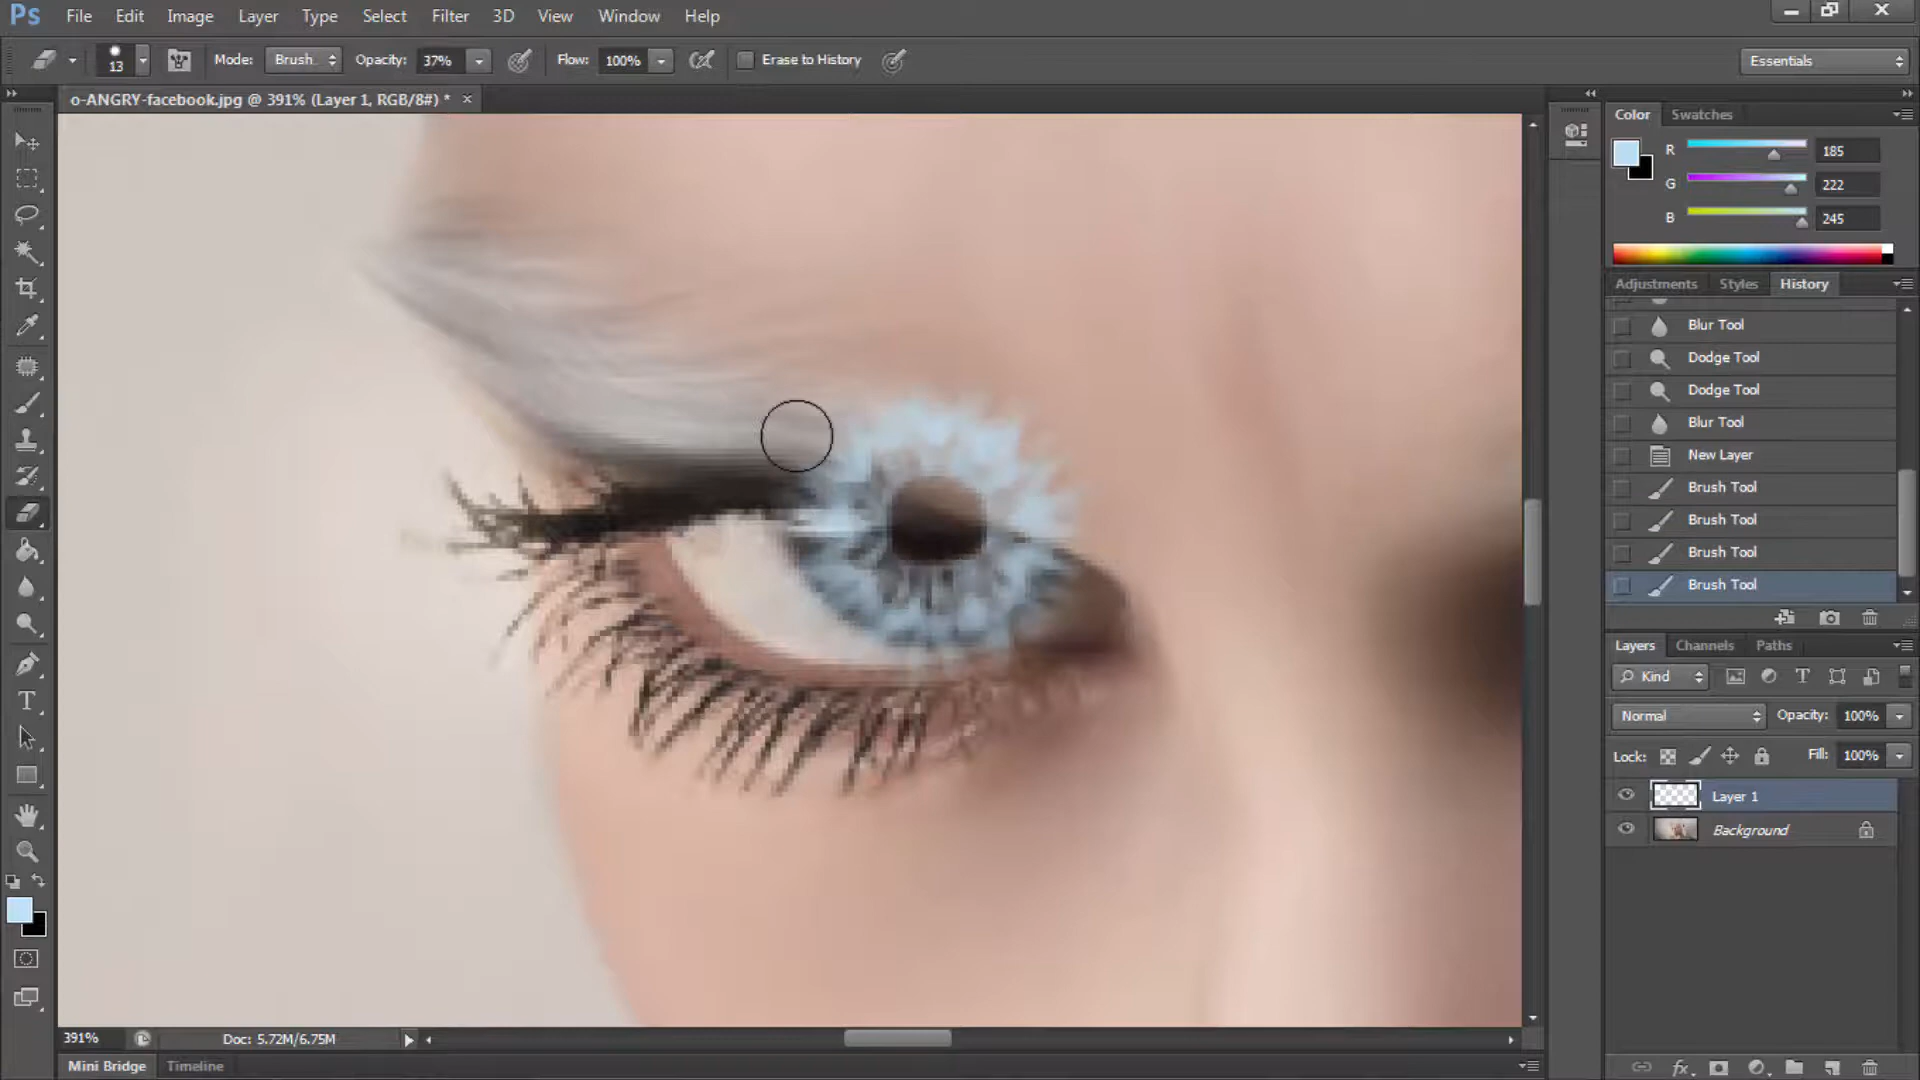 Ps File Edit Image Layer Type Select Filter 3D View Window Help
13 Mode: Brush Opacity: 37% Flow: 100% Erase to History Essentials
o-ANGRY-facebook.jpg @ 391% (Layer 1, RGB/8#) *
Color Swatches
R 185
G 222
B 245
Adjustments Styles History
Blur Tool
Dodge Tool
Dodge Tool
Blur Tool
New Layer
Brush Tool
Brush Tool
Brush Tool
Brush Tool
Layers Channels Paths
Kind
Normal Opacity: 100%
Lock: Fill: 100%
Layer 1
Background
391% Doc: 5.72M/6.75M
Mini Bridge Timeline